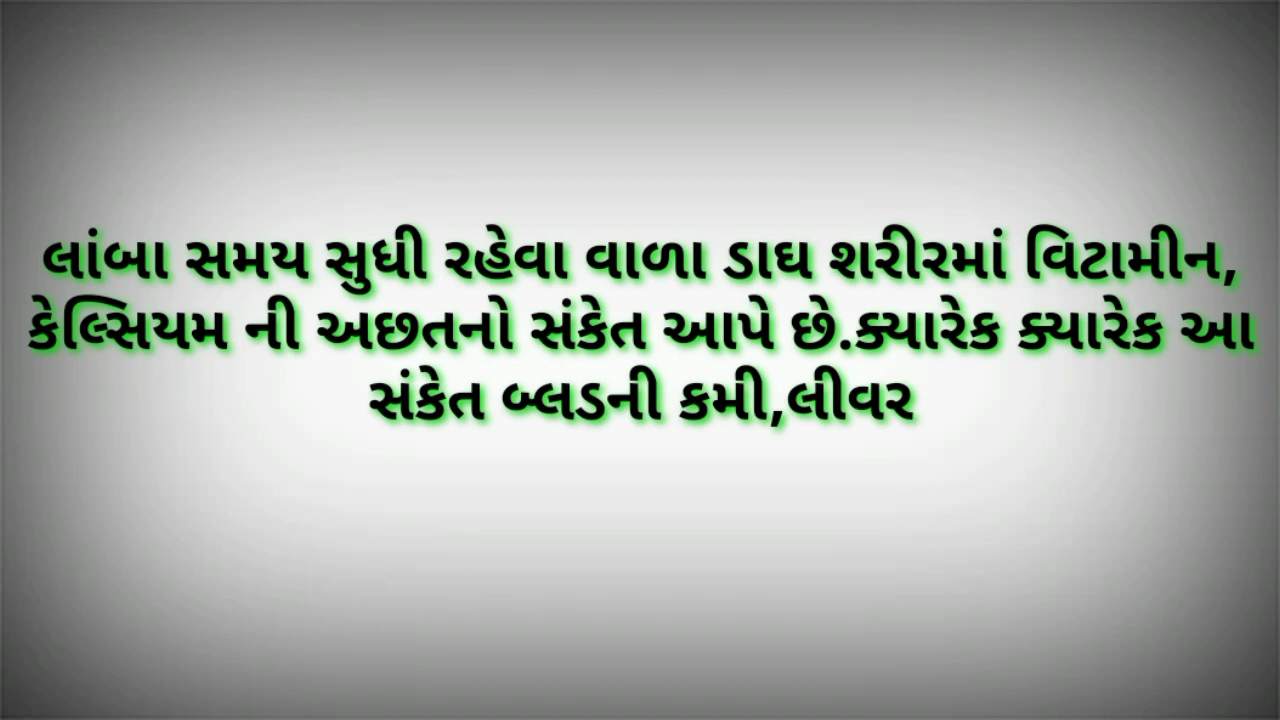 લાંબા સમય સુધી રહેવા વાળા ડાઘ શરીરમાં વિટામીન,
કેલ્સિયમ ની અછતનો સંકેત આપે છે.ક્યારેક ક્યારેક આ
સંકેત બ્લડની કમી,લીવર